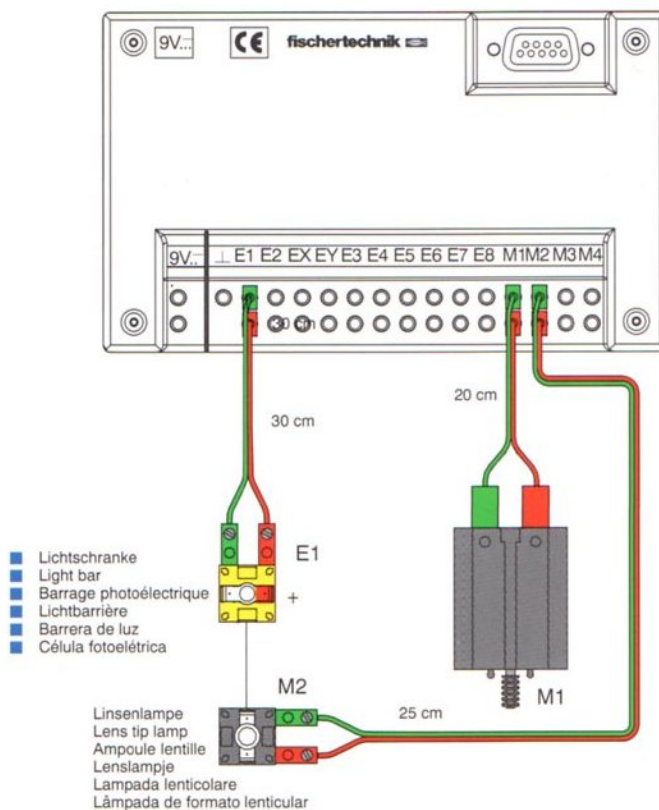 9V... CE fischertechnik
9V... ⊥ E1 E2 EX EY E3 E4 E5 E6 E7 E8 M1 M2 M3 M4
30 cm
30 cm
20 cm
E1
+
Lichtschranke
Light bar
Barrage photoélectrique
Lichtbarrière
Barrera de luz
Célula fotoelétrica
M1
M2
25 cm
Linsenlampe
Lens tip lamp
Ampoule lentille
Lenslampje
Lampada lenticolare
Lâmpada de formato lenticular